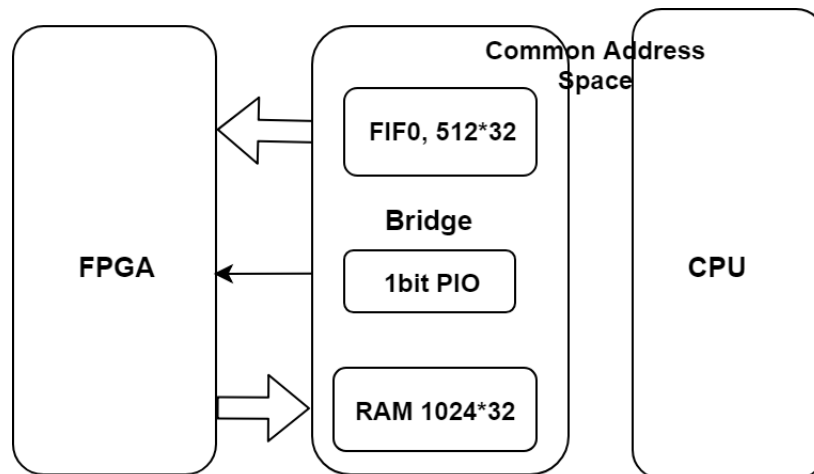 Common Address
Space
FIF0, 512*32
Bridge
FPGA
1bit PIO
CPU
RAM 1024*32